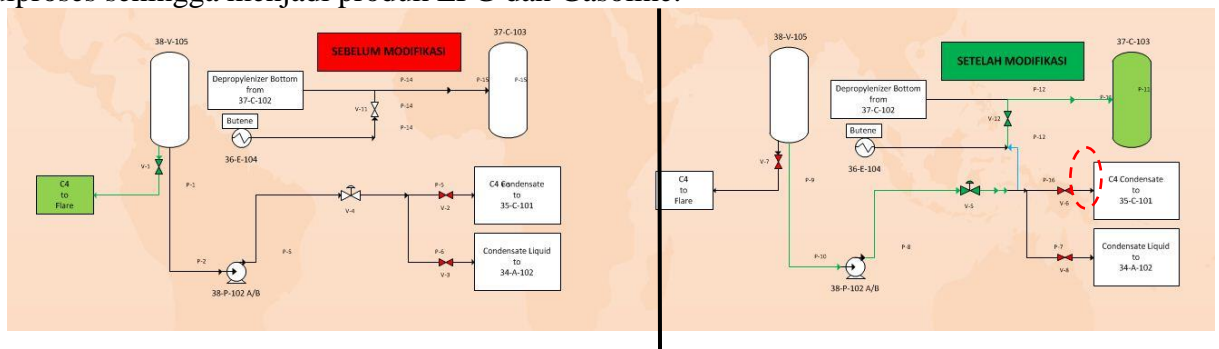 diproses sehingga menjadi produk LPG dan Gasoline.
38-V-105
SEBELUM MODIFIKASI
37-C-103
Depropylenizer Bottom
from
37-C-102
P-14
P-15
P-15
V-11
P-14
P-14
Butene
36-E-104
V-1
P-1
C4
to
Flare
P-2
38-P-102 A/B
P-5
V-4
P-5
V-2
C4 Condensate
to
35-C-101
P-6
V-3
Condensate Liquid
to
34-A-102
38-V-105
SETELAH MODIFIKASI
37-C-103
Depropylenizer Bottom
from
37-C-102
P-12
P-11
V-12
P-12
Butene
36-E-104
V-7
P-9
C4
to
Flare
P-10
38-P-102 A/B
P-8
V-5
P-16
V-6
C4 Condensate
to
35-C-101
P-7
V-8
Condensate Liquid
to
34-A-102